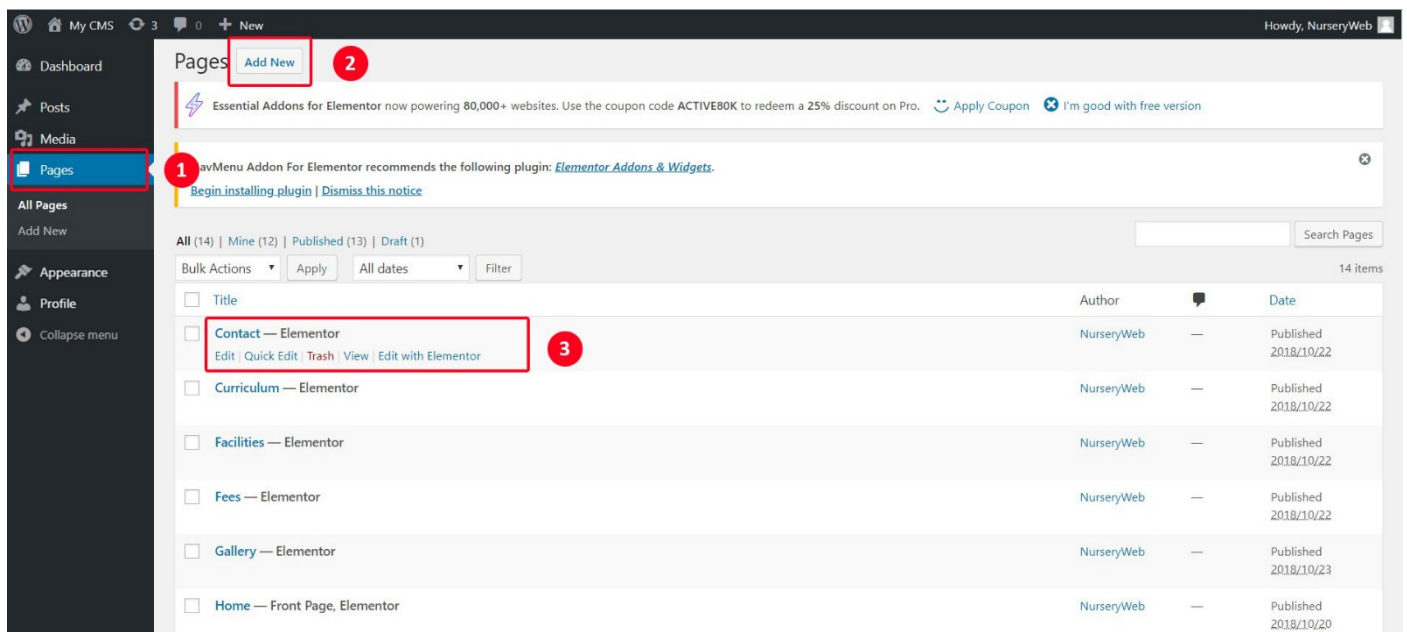 My CMS 3 0 + New Howdy, NurseryWeb
Dashboard
Posts
Media
Pages
All Pages
Add New
Appearance
Profile
Collapse menu
Pages Add New 2
Essential Addons for Elementor now powering 80,000+ websites. Use the coupon code ACTIVE80K to redeem a 25% discount on Pro. Apply Coupon I'm good with free version
1 avMenu Addon For Elementor recommends the following plugin: Elementor Addons & Widgets.
Begin installing plugin | Dismiss this notice
All (14) | Mine (12) | Published (13) | Draft (1) Search Pages
Bulk Actions Apply All dates Filter 14 items
Title Author Date
Contact — Elementor NurseryWeb — Published
Edit | Quick Edit | Trash | View | Edit with Elementor 3 2018/10/22
Curriculum — Elementor NurseryWeb — Published
2018/10/22
Facilities — Elementor NurseryWeb — Published
2018/10/22
Fees — Elementor NurseryWeb — Published
2018/10/22
Gallery — Elementor NurseryWeb — Published
2018/10/23
Home — Front Page, Elementor NurseryWeb — Published
2018/10/20